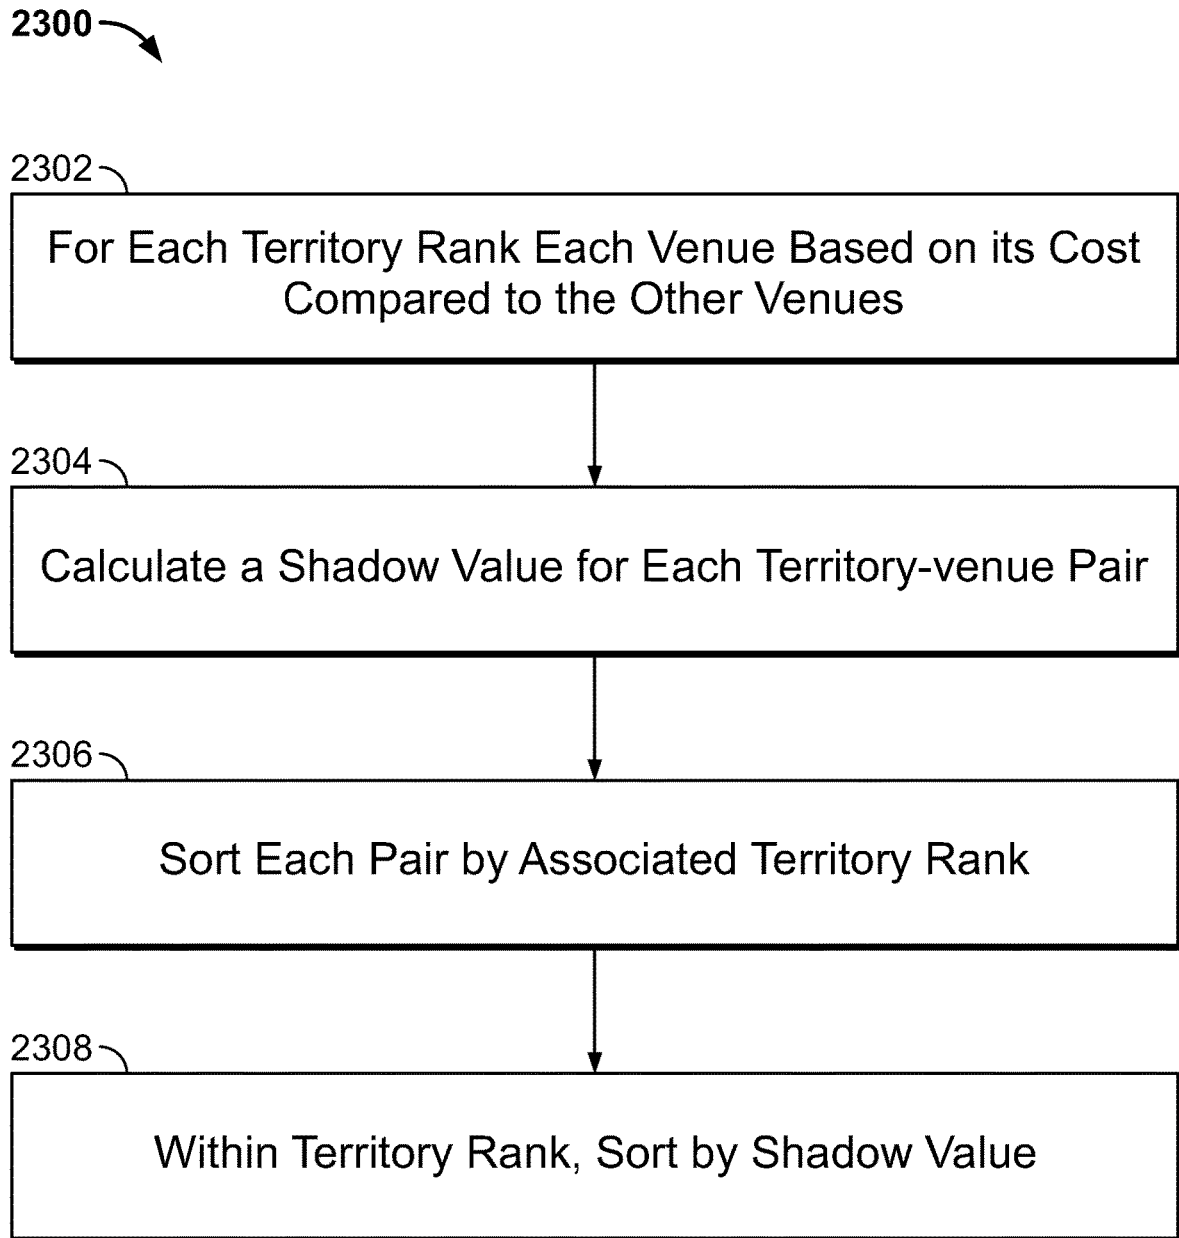 2300
2302
For Each Territory Rank Each Venue Based on its Cost
Compared to the Other Venues
2304
Calculate a Shadow Value for Each Territory-venue Pair
2306
Sort Each Pair by Associated Territory Rank
2308
Within Territory Rank, Sort by Shadow Value